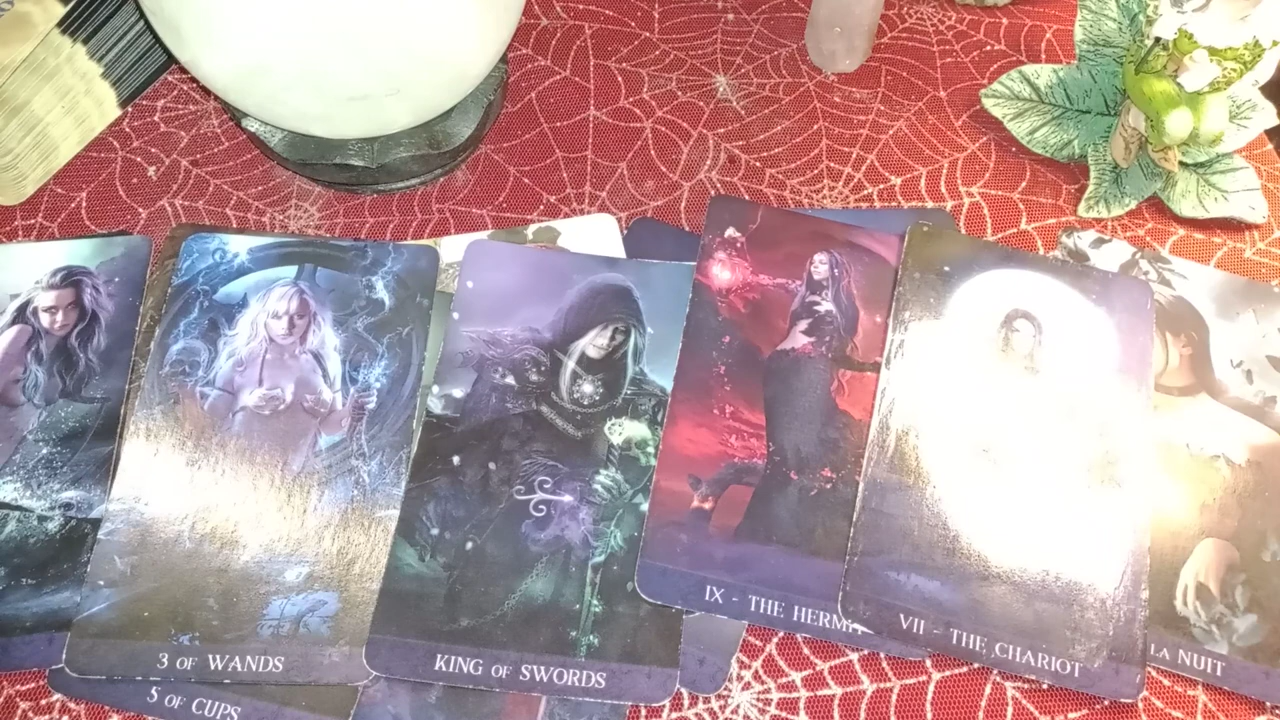 3 OF WANDS
5 OF CUPS
KING OF SWORDS
IX - THE HERMIT
VII - THE CHARIOT
LA NUIT